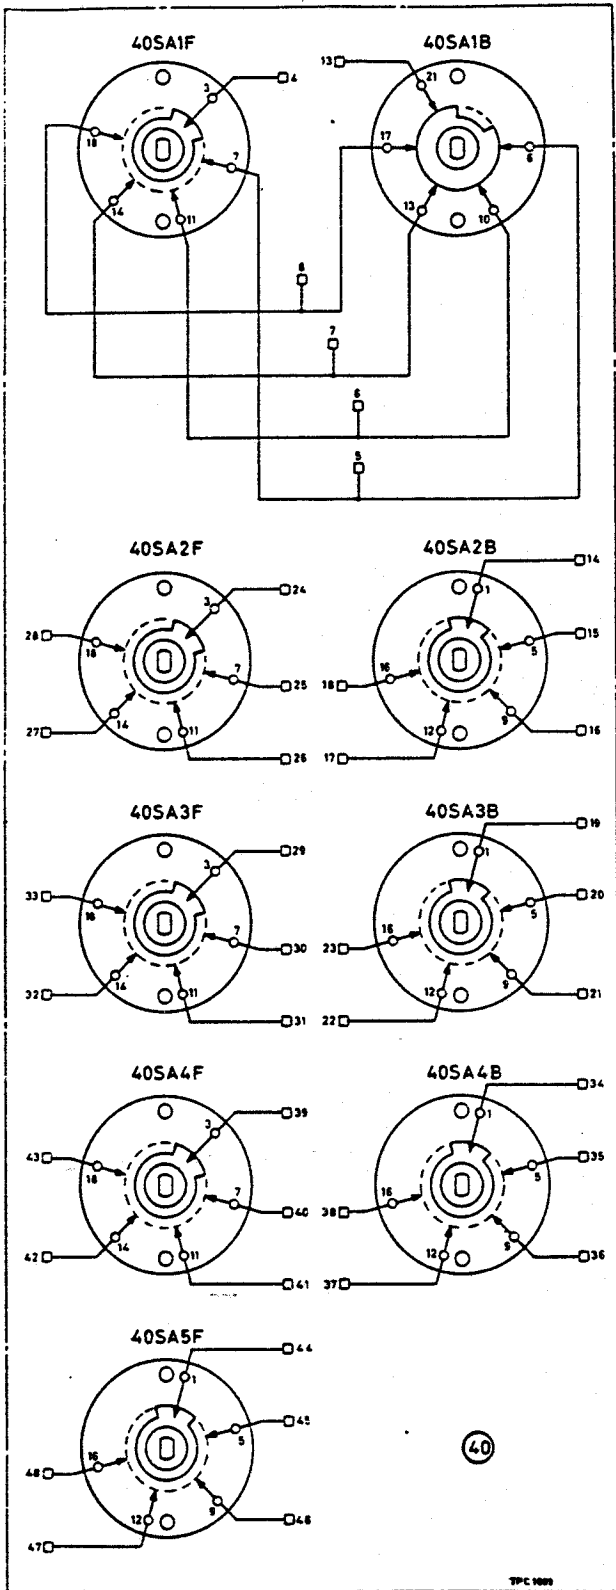 40SA1F 40SA1B
3 4 13 21
18 7 17 6
14 11 13 10
8
7
6
5
40SA2F 40SA2B
3 24 1 14
28 18 5 15
7 25 18 16
14 9
27 11 12 16
26 17
40SA3F 40SA3B
3 29 1 19
33 18 5 20
7 30 23 16
14 9
32 11 12 21
31 22
40SA4F 40SA4B
3 39 1 34
43 18 5 35
7 40 38 16
14 9
42 11 12 36
41 37
40SA5F
1 44
5 45
48 16 40
9
12 46
47